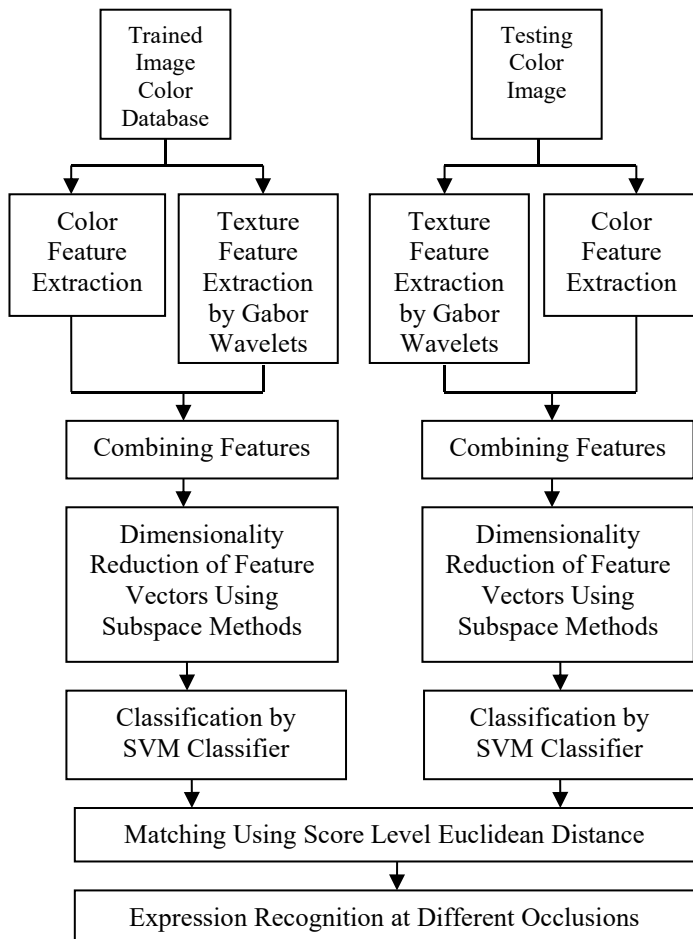 Trained
Image
Color
Database
Testing
Color
Image
Color
Feature
Extraction
Texture
Feature
Extraction
by Gabor
Wavelets
Texture
Feature
Extraction
by Gabor
Wavelets
Color
Feature
Extraction
Combining Features
Combining Features
Dimensionality
Reduction of Feature
Vectors Using
Subspace Methods
Dimensionality
Reduction of Feature
Vectors Using
Subspace Methods
Classification by
SVM Classifier
Classification by
SVM Classifier
Matching Using Score Level Euclidean Distance
Expression Recognition at Different Occlusions